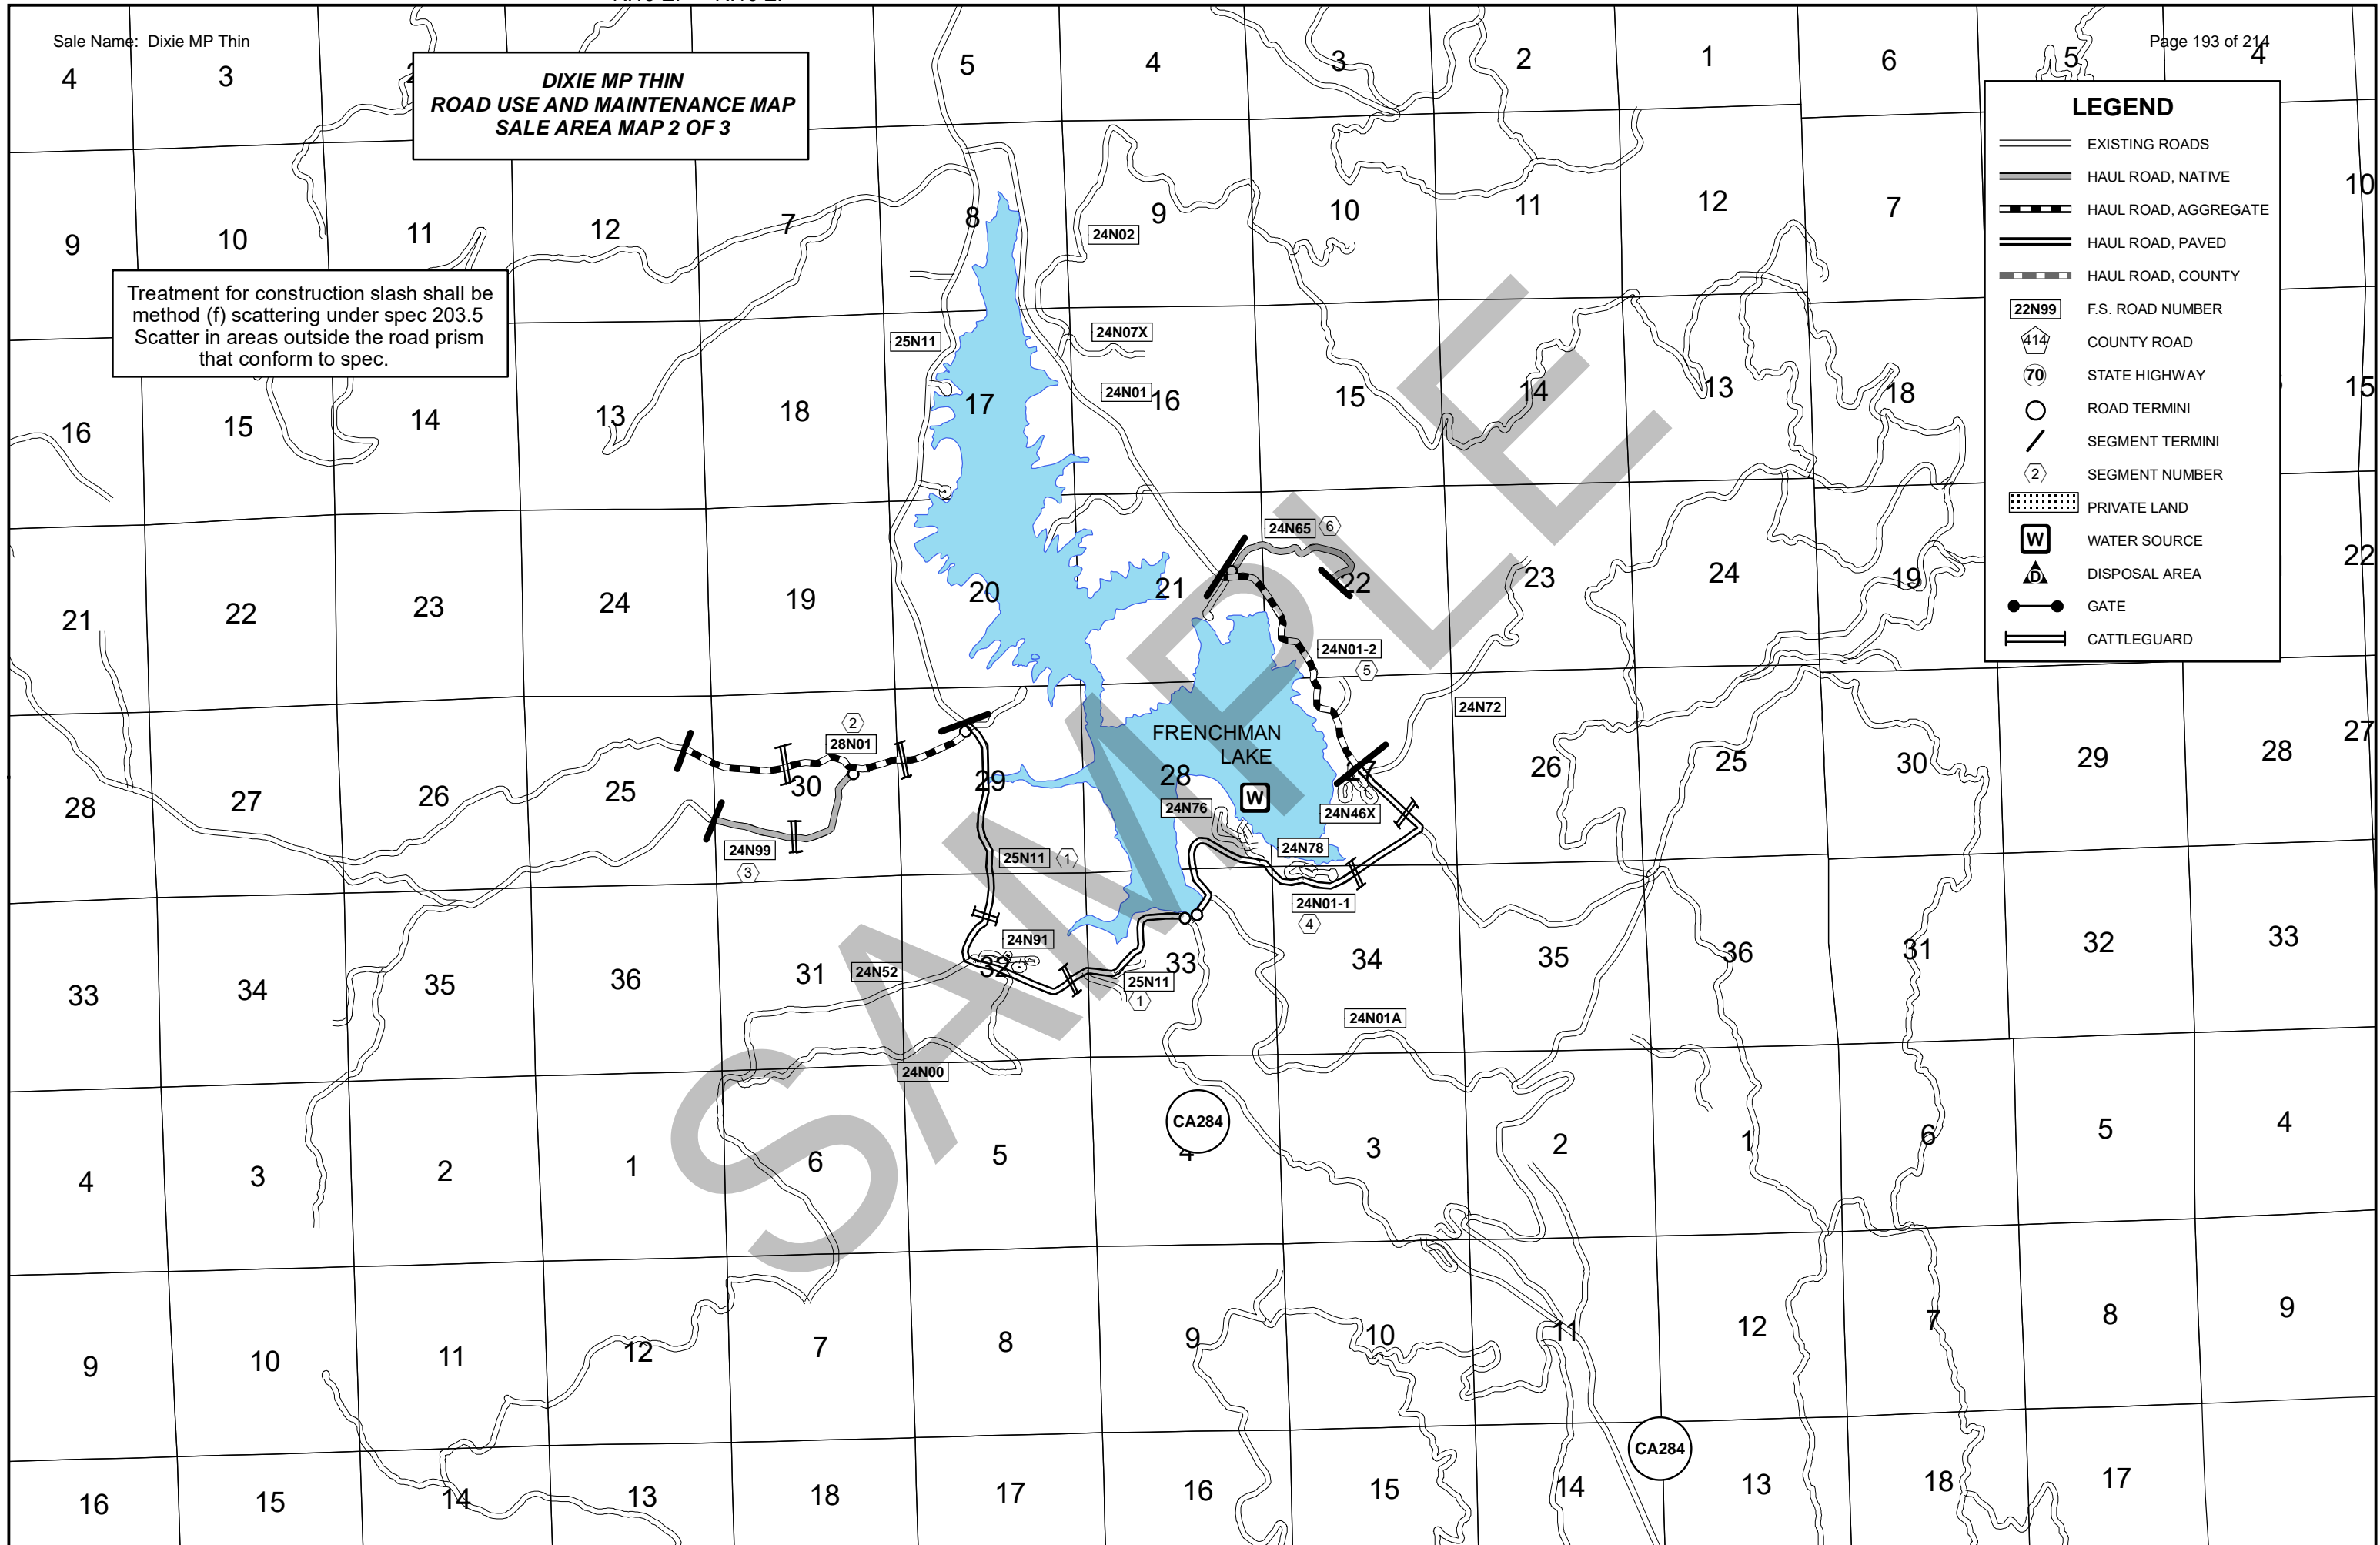 Sale Name: Dixie MP Thin
Page 193 of 214
DIXIE MP THIN
ROAD USE AND MAINTENANCE MAP
SALE AREA MAP 2 OF 3
Treatment for construction slash shall be
method (f) scattering under spec 203.5
Scatter in areas outside the road prism
that conform to spec.
LEGEND
EXISTING ROADS
HAUL ROAD, NATIVE
HAUL ROAD, AGGREGATE
HAUL ROAD, PAVED
HAUL ROAD, COUNTY
22N99 F.S. ROAD NUMBER
414 COUNTY ROAD
70 STATE HIGHWAY
ROAD TERMINI
SEGMENT TERMINI
2 SEGMENT NUMBER
PRIVATE LAND
W WATER SOURCE
D DISPOSAL AREA
GATE
CATTLEGUARD
4 3 5 4 3 2 1 6 5 4
9 10 11 12 7 8 9 10 11 12 7 10
24N02
25N11
24N07X
24N01
16 15 14 13 18 17 16 15 14 13 18 15
24N65 6
21 22 23 24 19 20 21 22 23 24 19 22
24N01-2
5
24N72
2
28N01
FRENCHMAN
LAKE
28 27 26 25 30 29 28 27 26 25 30 29 28 27
W
24N76
24N46X
24N78
24N99
3
25N11 1
24N01-1
4
24N91
24N52
33 34 35 36 31 32 33 34 35 36 31 32 33
25N11
1
24N01A
24N00
CA284
4 3 2 1 6 5 4 3 2 1 6 5 4
9 10 11 12 7 8 9 10 11 12 7 8 9
CA284
16 15 14 13 18 17 16 15 14 13 18 17
SAMPLE